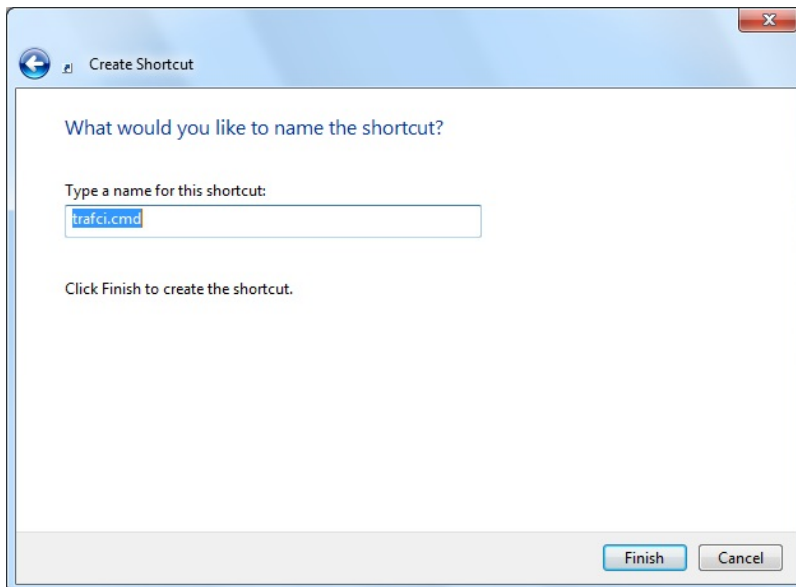 Create Shortcut
What would you like to name the shortcut?
Type a name for this shortcut:
trafci.cmd
Click Finish to create the shortcut.
Finish Cancel